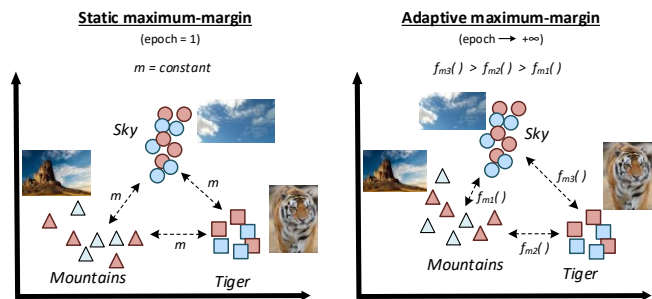 Static maximum-margin
(epoch = 1)
m = constant
Sky
m
m
m
Mountains
Tiger
Adaptive maximum-margin
(epoch → +∞)
fm3( ) > fm2( ) > fm1( )
Sky
fm3( )
fm1( )
fm2( )
Mountains
Tiger